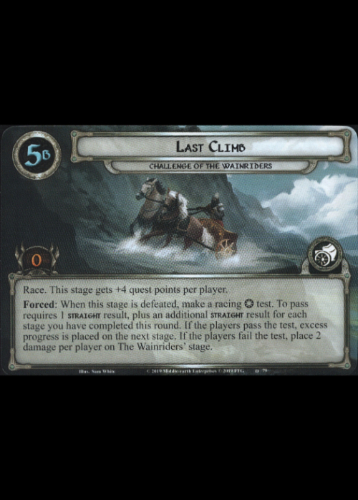 5B
LAST CLIMB
CHALLENGE OF THE WAINRIDERS
0
Race. This stage gets +4 quest points per player.
Forced: When this stage is defeated, make a racing test. To pass
requires 1 STRAIGHT result, plus an additional STRAIGHT result for each
stage you have completed this round. If the players pass the test, excess
progress is placed on the next stage. If the players fail the test, place 2
damage per player on The Wainriders' stage.
Illus.